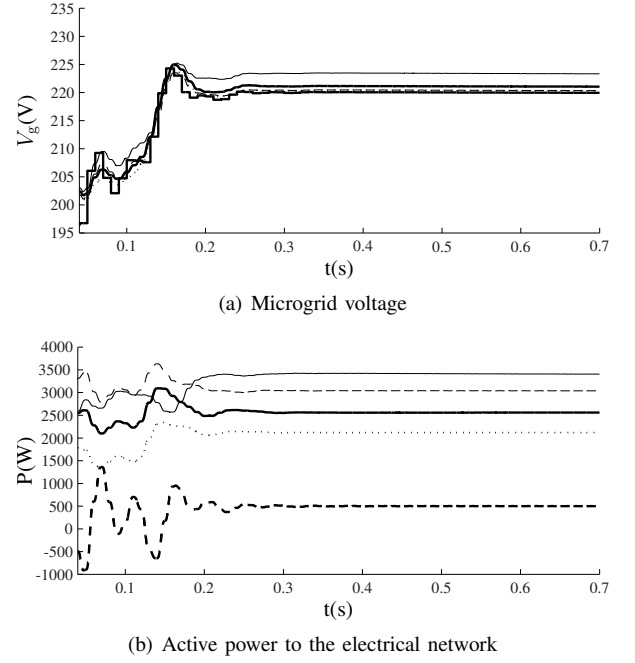 235
230
225
220
215
210
205
200
195
V_g(V)
0.1 0.2 0.3 0.4 0.5 0.6 0.7
t(s)
(a) Microgrid voltage
4000
3500
3000
2500
2000
1500
1000
500
0
-500
-1000
P(W)
0.1 0.2 0.3 0.4 0.5 0.6 0.7
t(s)
(b) Active power to the electrical network